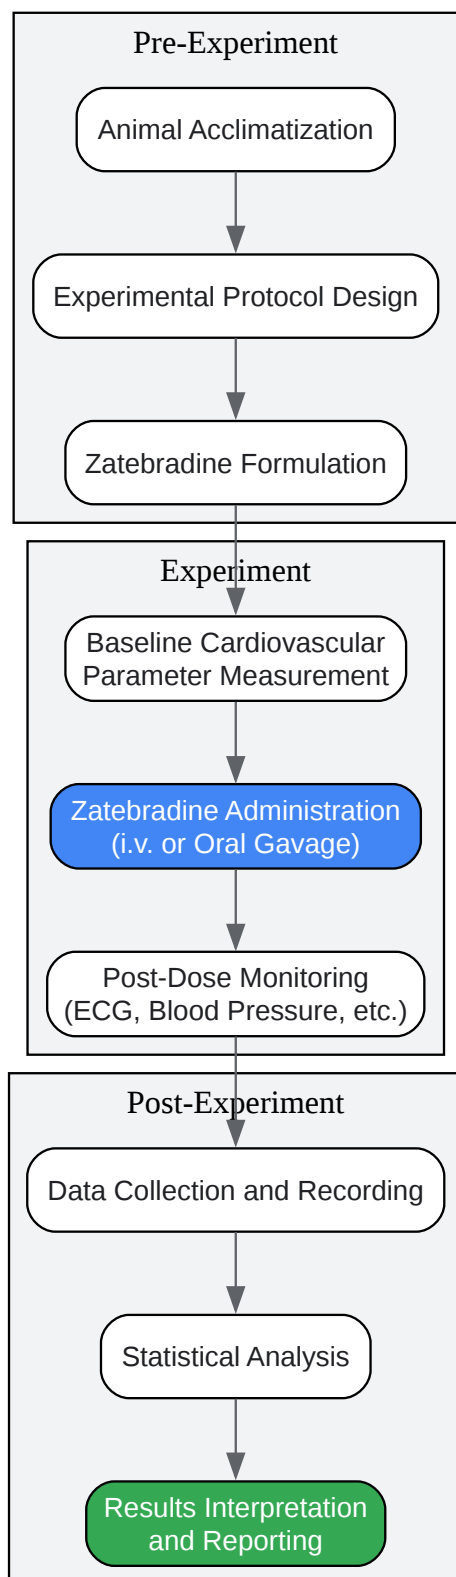 Pre-Experiment
Animal Acclimatization
Experimental Protocol Design
Zatebradine Formulation
Experiment
Baseline Cardiovascular
Parameter Measurement
Zatebradine Administration
(i.v. or Oral Gavage)
Post-Dose Monitoring
(ECG, Blood Pressure, etc.)
Post-Experiment
Data Collection and Recording
Statistical Analysis
Results Interpretation
and Reporting